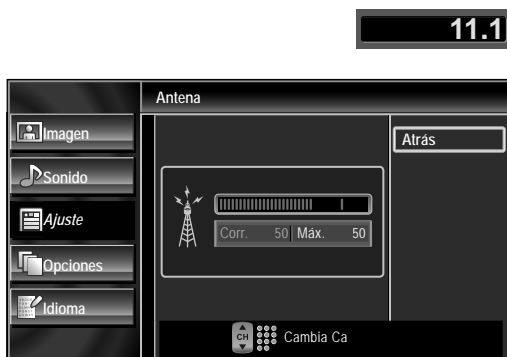 11.1
Antena
Imagen
Atrás
Sonido
Ajuste
Corr. 50 Máx. 50
Opciones
Idioma
CH Cambia Ca